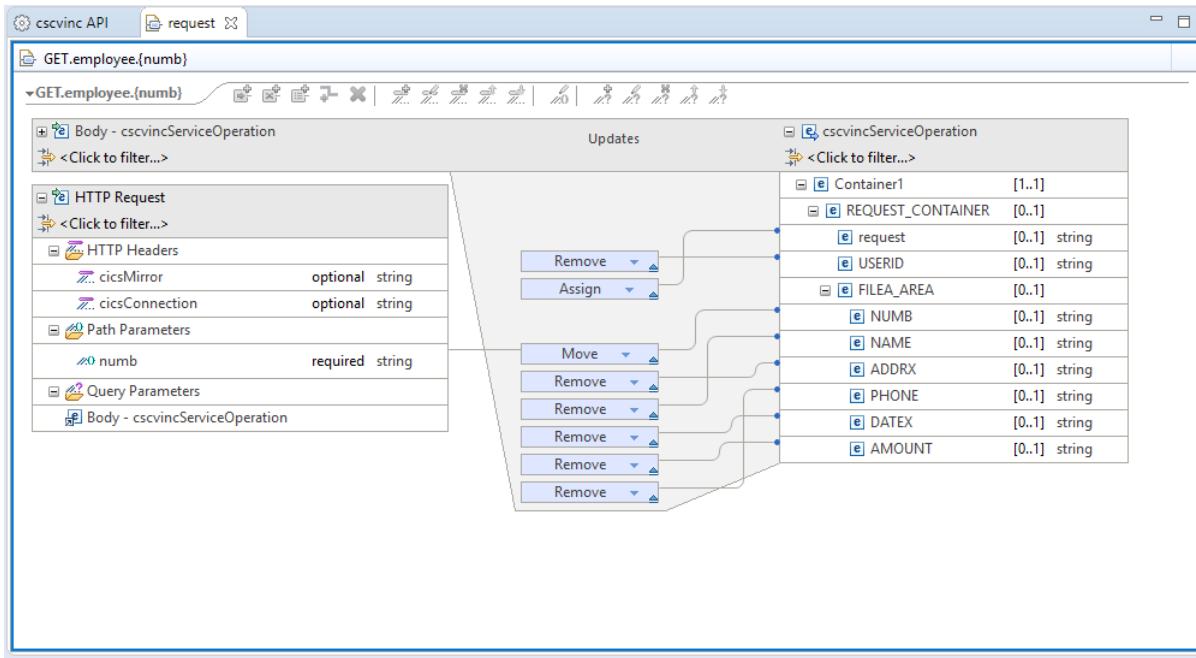 cscvinc API request
GET.employee.{numb}
GET.employee.{numb}
Body - cscvincServiceOperation
<Click to filter...>
HTTP Request
<Click to filter...>
HTTP Headers
cicsMirror optional string
cicsConnection optional string
Path Parameters
numb required string
Query Parameters
Body - cscvincServiceOperation
Updates
Remove
Assign
Move
Remove
Remove
Remove
Remove
Remove
cscvincServiceOperation
<Click to filter...>
Container1 [1..1]
REQUEST_CONTAINER [0..1]
request [0..1] string
USERID [0..1] string
FILEA_AREA [0..1]
NUMB [0..1] string
NAME [0..1] string
ADDRX [0..1] string
PHONE [0..1] string
DATEX [0..1] string
AMOUNT [0..1] string